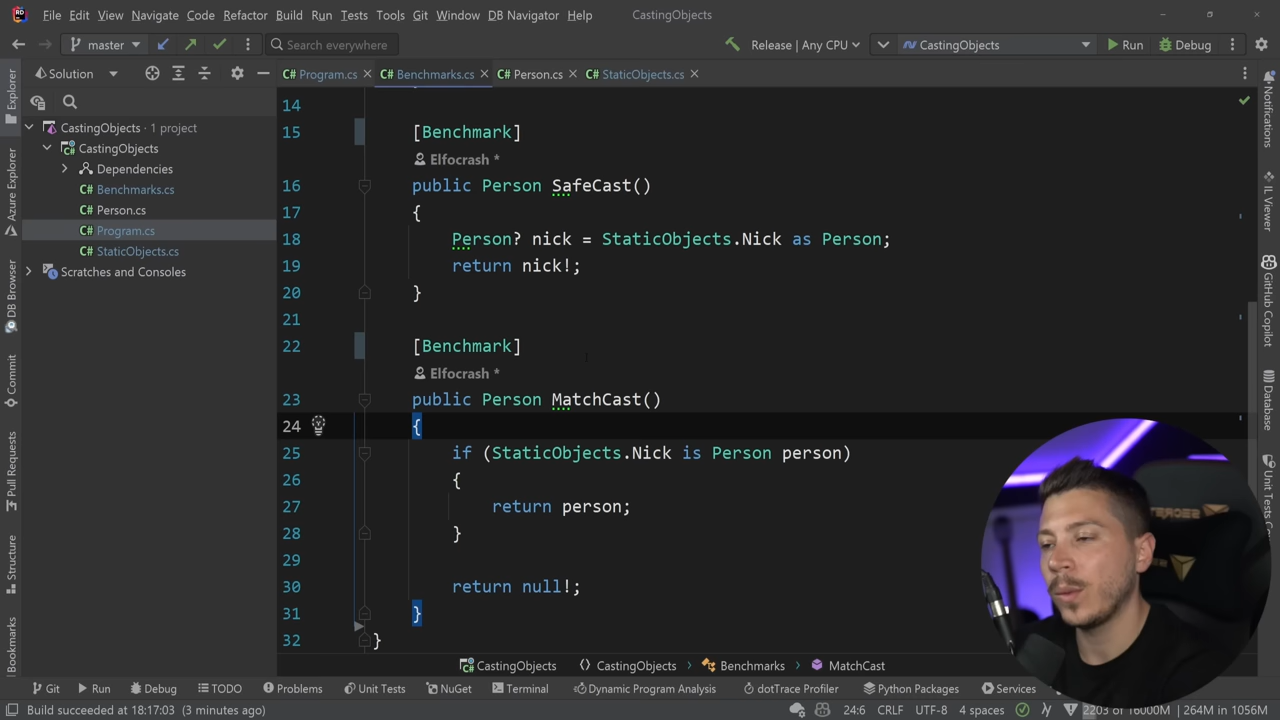 File Edit View Navigate Code Refactor Build Run Tests Tools Git Window DB Navigator Help CastingObjects
master Search everywhere Release | Any CPU CastingObjects Run Debug
Solution Program.cs Benchmarks.cs Person.cs StaticObjects.cs
Explorer
Azure Explorer
DB Browser
Commit
Pull Requests
Structure
Bookmarks
CastingObjects · 1 project
CastingObjects
Dependencies
Benchmarks.cs
Person.cs
Program.cs
StaticObjects.cs
Scratches and Consoles
14
15 [Benchmark]
Elfocrash *
16 public Person SafeCast()
17 {
18 Person? nick = StaticObjects.Nick as Person;
19 return nick!;
20 }
21
22 [Benchmark]
Elfocrash *
23 public Person MatchCast()
24 {
25 if (StaticObjects.Nick is Person person)
26 {
27 return person;
28 }
29
30 return null!;
31 }
32 }
Notifications
IL Viewer
GitHub Copilot
Database
CastingObjects CastingObjects Benchmarks MatchCast
Git Run Debug TODO Problems Unit Tests NuGet Terminal Dynamic Program Analysis dotTrace Profiler Python Packages Services
Build succeeded at 18:17:03 (3 minutes ago) 24:6 CRLF UTF-8 4 spaces 2203 of 16000M 264M in 1056M